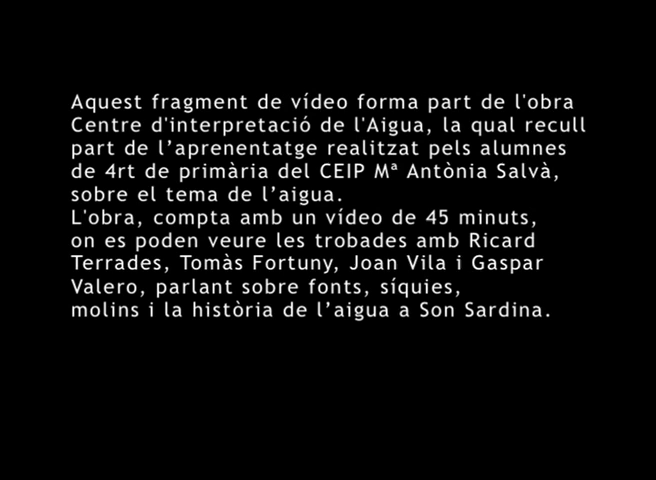 Aquest fragment de vídeo forma part de l'obra
Centre d'interpretació de l'Aigua, la qual recull
part de l’aprenentatge realitzat pels alumnes
de 4rt de primària del CEIP Mª Antònia Salvà,
sobre el tema de l’aigua.
L'obra, compta amb un vídeo de 45 minuts,
on es poden veure les trobades amb Ricard
Terrades, Tomàs Fortuny, Joan Vila i Gaspar
Valero, parlant sobre fonts, síquies,
molins i la història de l’aigua a Son Sardina.